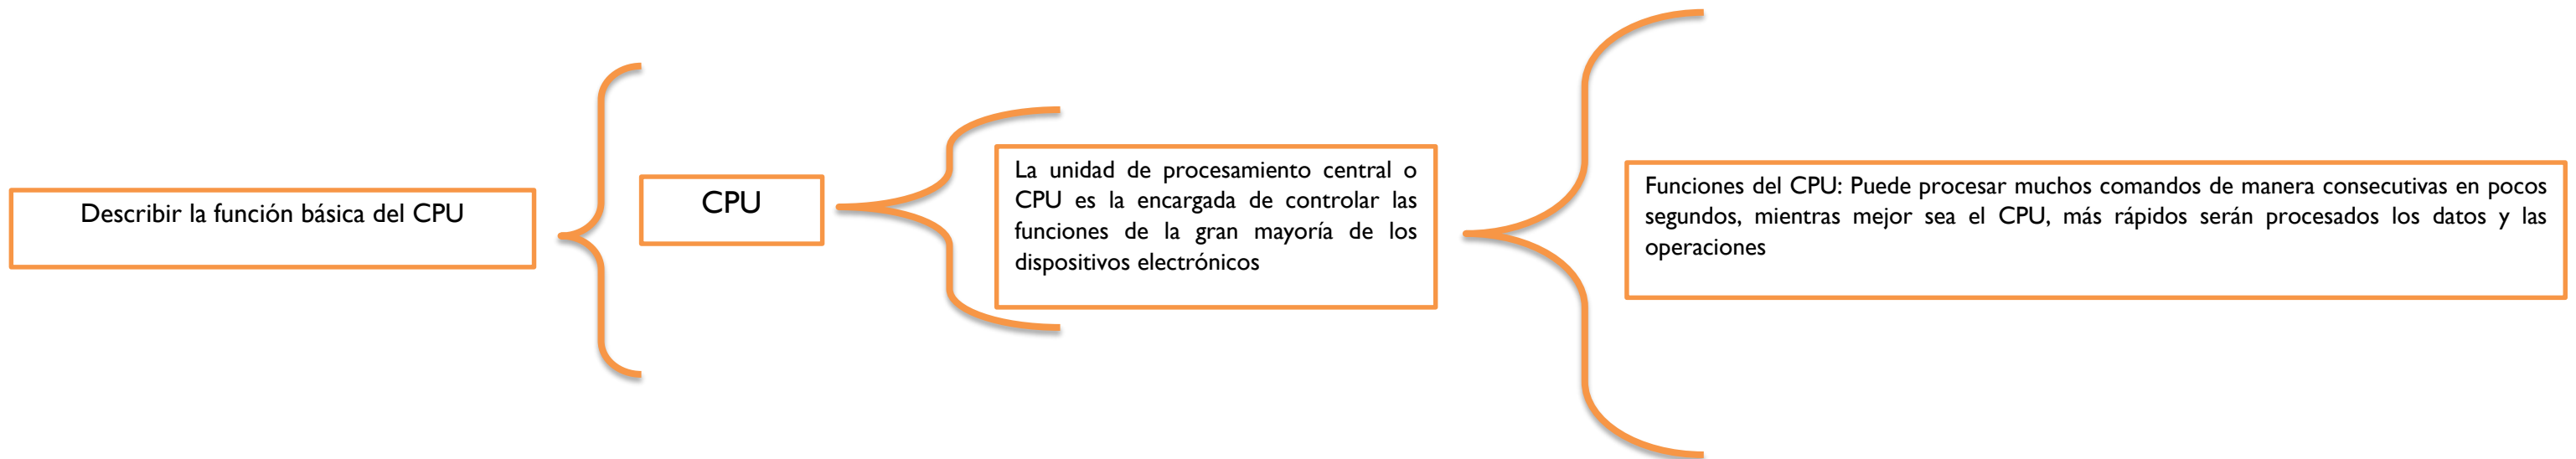 Describir la función básica del CPU
CPU
La unidad de procesamiento central o
CPU es la encargada de controlar las
funciones de la gran mayoría de los
dispositivos electrónicos
Funciones del CPU: Puede procesar muchos comandos de manera consecutivas en pocos
segundos, mientras mejor sea el CPU, más rápidos serán procesados los datos y las
operaciones